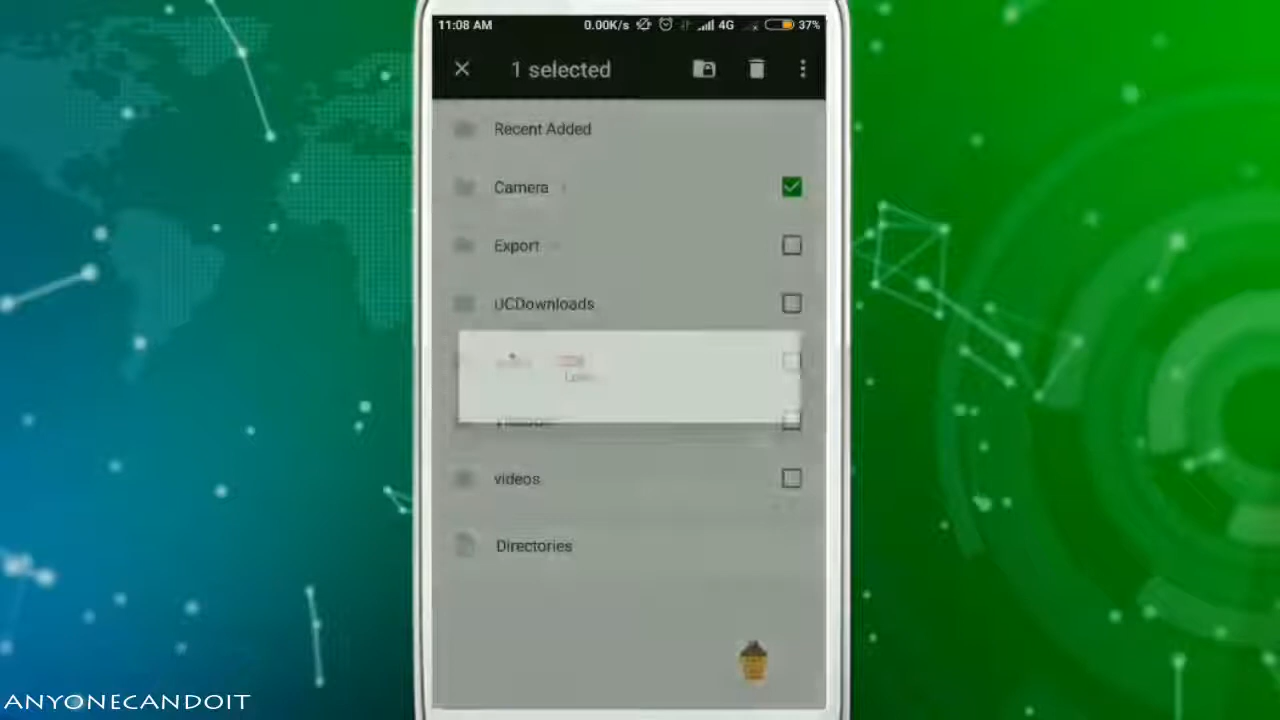 11:08 AM 0.00K/s 4G 37%
1 selected
Recent Added
Camera
Export
UCDownloads
videos
Directories
ANYONECANDOIT